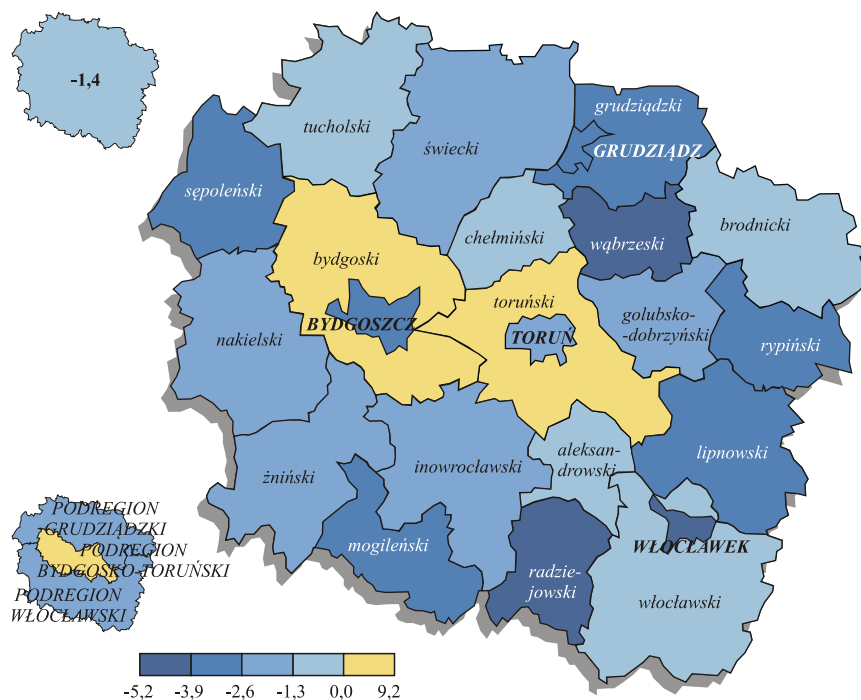 -1,4
tucholski
świecki
grudziądzki
GRUDZIĄDZ
sępoleński
chełmiński
wąbrzeski
brodnicki
bydgoski
toruński
golubsko-
-dobrzyński
BYDGOSZCZ
TORUŃ
nakielski
rypiński
aleksan-
drowski
lipnowski
żniński
inowrocławski
mogileński
radzie-
jowski
WŁOCŁAWEK
włocławski
PODREGION
GRUDZIĄDZKI
PODREGION
BYDGOSKO-TORUŃSKI
PODREGION
WŁOCŁAWSKI
-5,2 -3,9 -2,6 -1,3 0,0 9,2